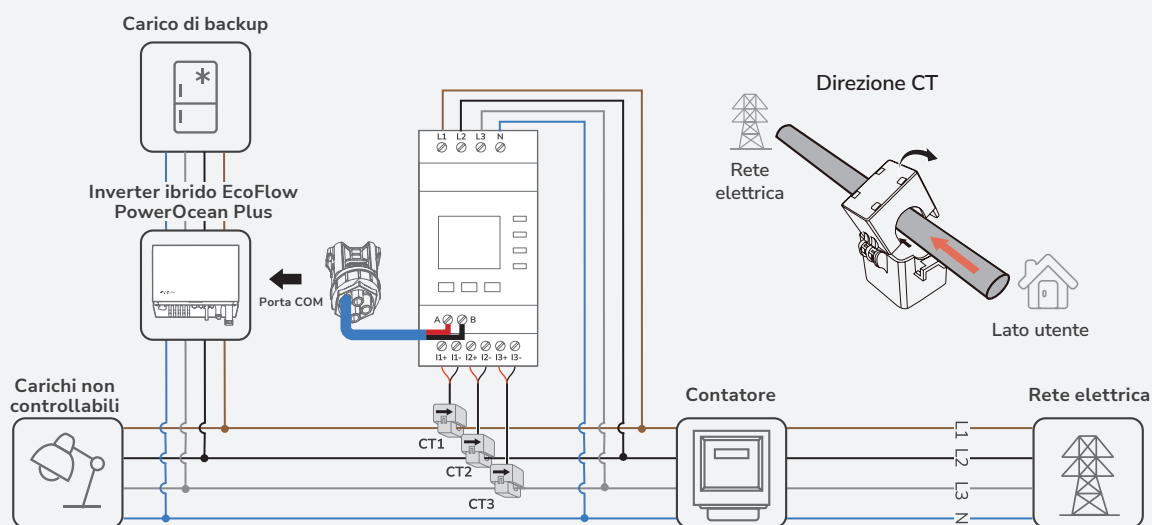 Carico di backup
Inverter ibrido EcoFlow
PowerOcean Plus
Porta COM
L1 L2 L3 N
A B
I1+ I1- I2+ I2- I3+ I3-
Direzione CT
Rete
elettrica
Lato utente
Carichi non
controllabili
CT1
CT2
CT3
Contatore
Rete elettrica
L1
L2
L3
N